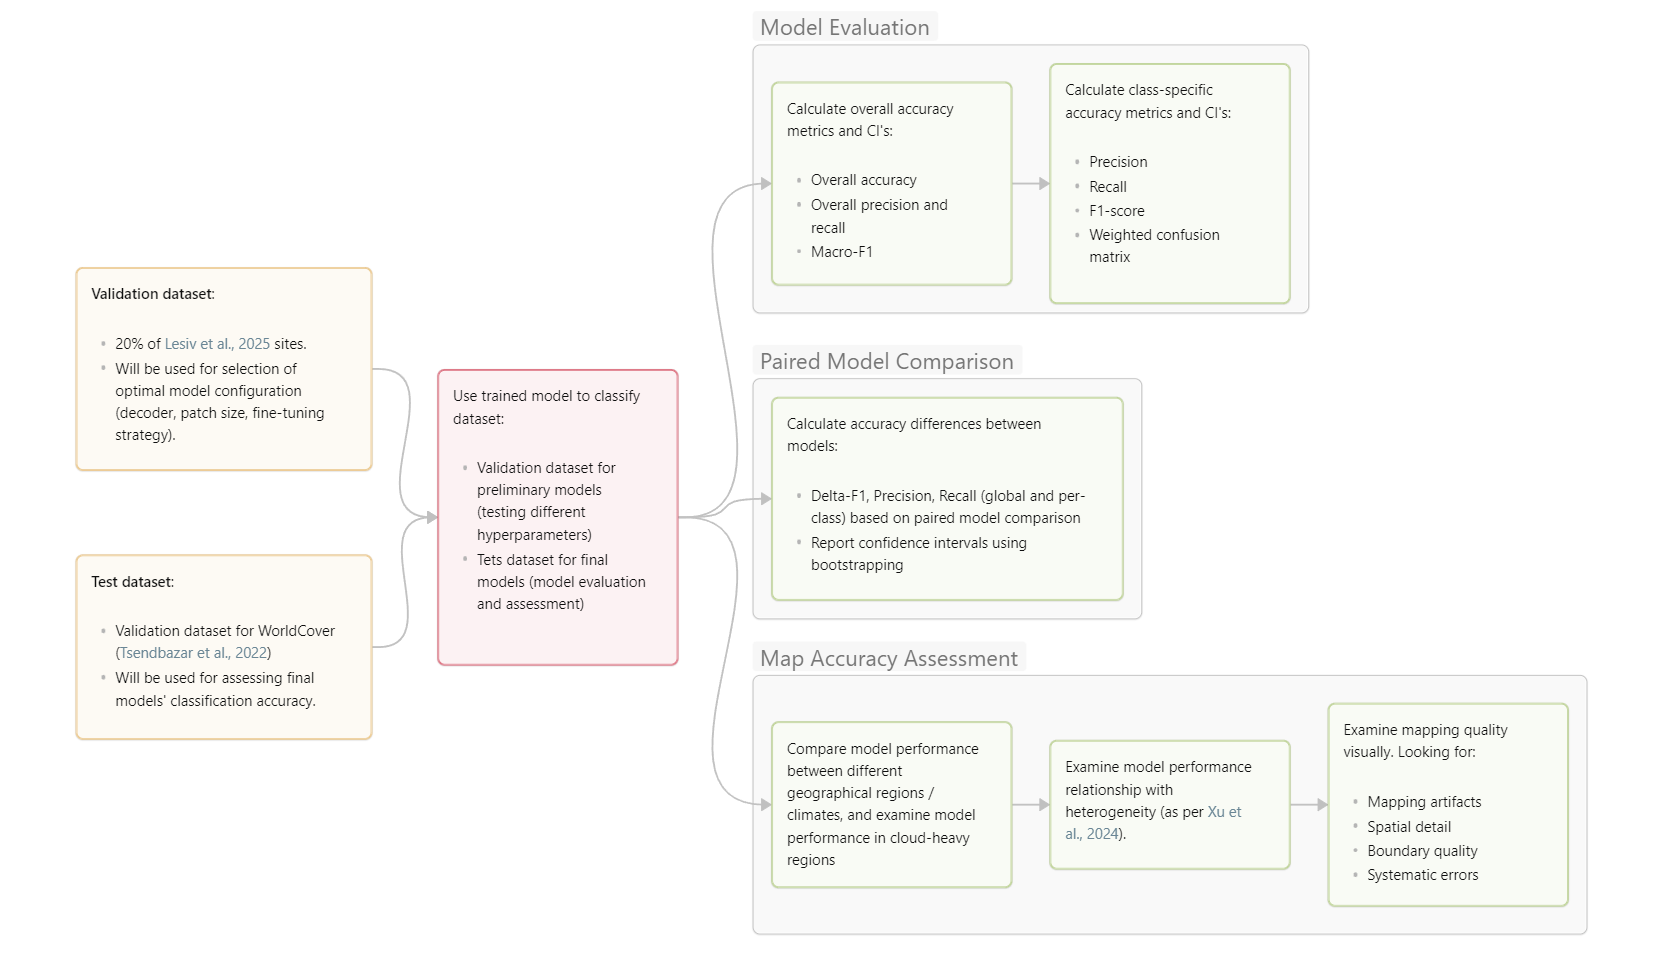 Validation dataset:
20% of Lesiv et al., 2025 sites.
Will be used for selection of
optimal model configuration
(decoder, patch size, fine-tuning
strategy).
Test dataset:
Validation dataset for WorldCover
(Tsendbazar et al., 2022)
Will be used for assessing final
models' classification accuracy.
Use trained model to classify
dataset:
Validation dataset for
preliminary models
(testing different
hyperparameters)
Tets dataset for final
models (model evaluation
and assessment)
Model Evaluation
Calculate overall accuracy
metrics and CI's:
Overall accuracy
Overall precision and
recall
Macro-F1
Calculate class-specific
accuracy metrics and CI's:
Precision
Recall
F1-score
Weighted confusion
matrix
Paired Model Comparison
Calculate accuracy differences between
models:
Delta-F1, Precision, Recall (global and per-
class) based on paired model comparison
Report confidence intervals using
bootstrapping
Map Accuracy Assessment
Compare model performance
between different
geographical regions /
climates, and examine model
performance in cloud-heavy
regions
Examine model performance
relationship with
heterogeneity (as per Xu et
al., 2024).
Examine mapping quality
visually. Looking for:
Mapping artifacts
Spatial detail
Boundary quality
Systematic errors